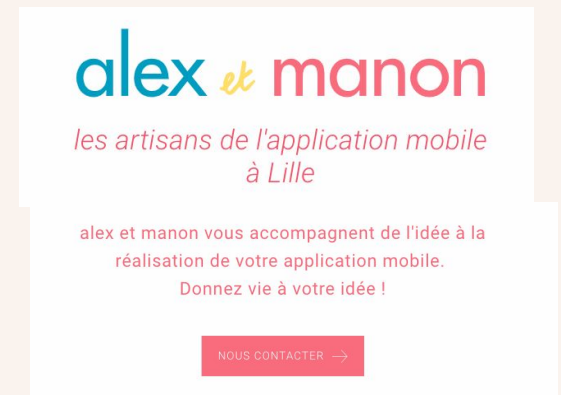 alex et manon
les artisans de l'application mobile
à Lille
alex et manon vous accompagnent de l'idée à la
réalisation de votre application mobile.
Donnez vie à votre idée !
NOUS CONTACTER